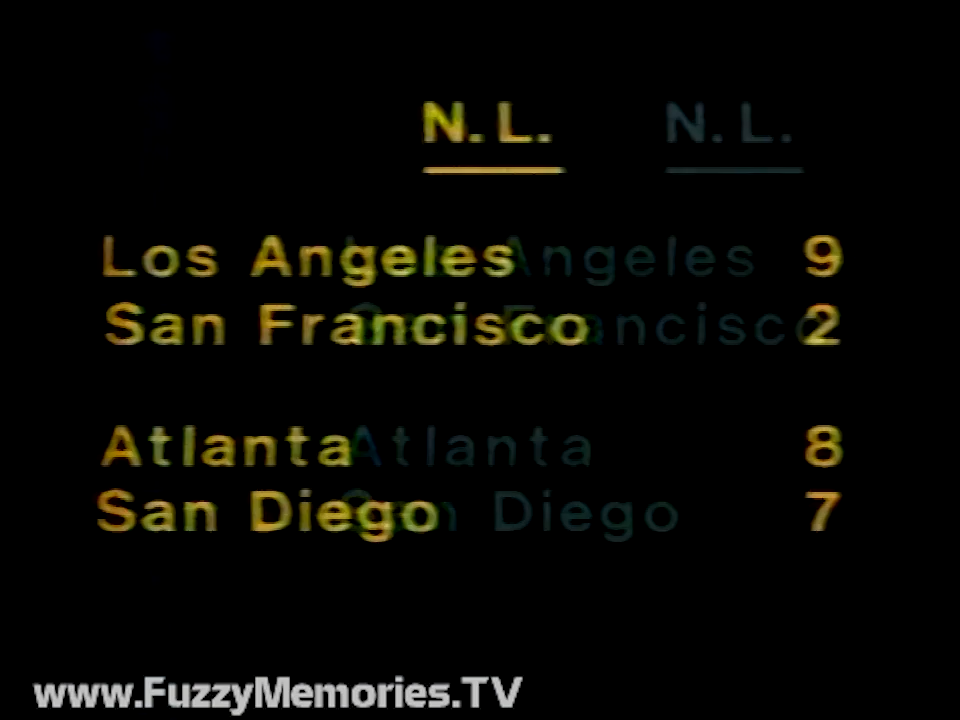 N. L.
Los Angeles 9
San Francisco 2
Atlanta 8
San Diego 7
www.FuzzyMemories.TV